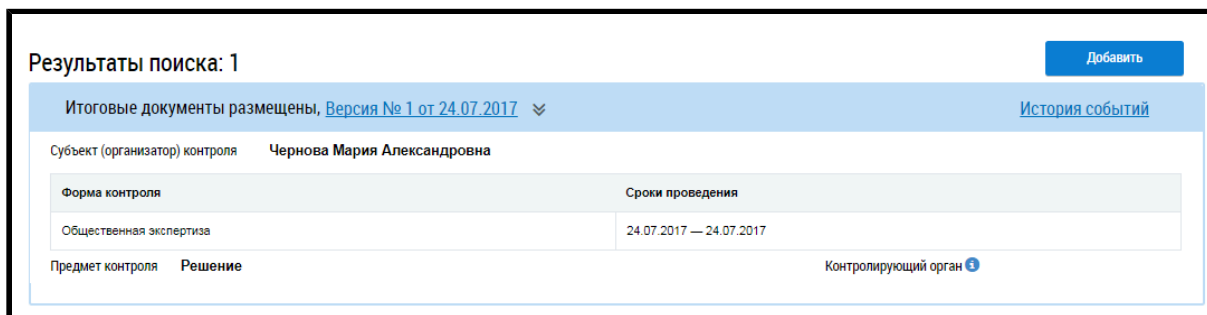 Результаты поиска: 1
Добавить
Итоговые документы размещены, Версия № 1 от 24.07.2017
История событий
Субъект (организатор) контроля Чернова Мария Александровна
Форма контроля Сроки проведения
Общественная экспертиза 24.07.2017 — 24.07.2017
Предмет контроля Решение Контролирующий орган